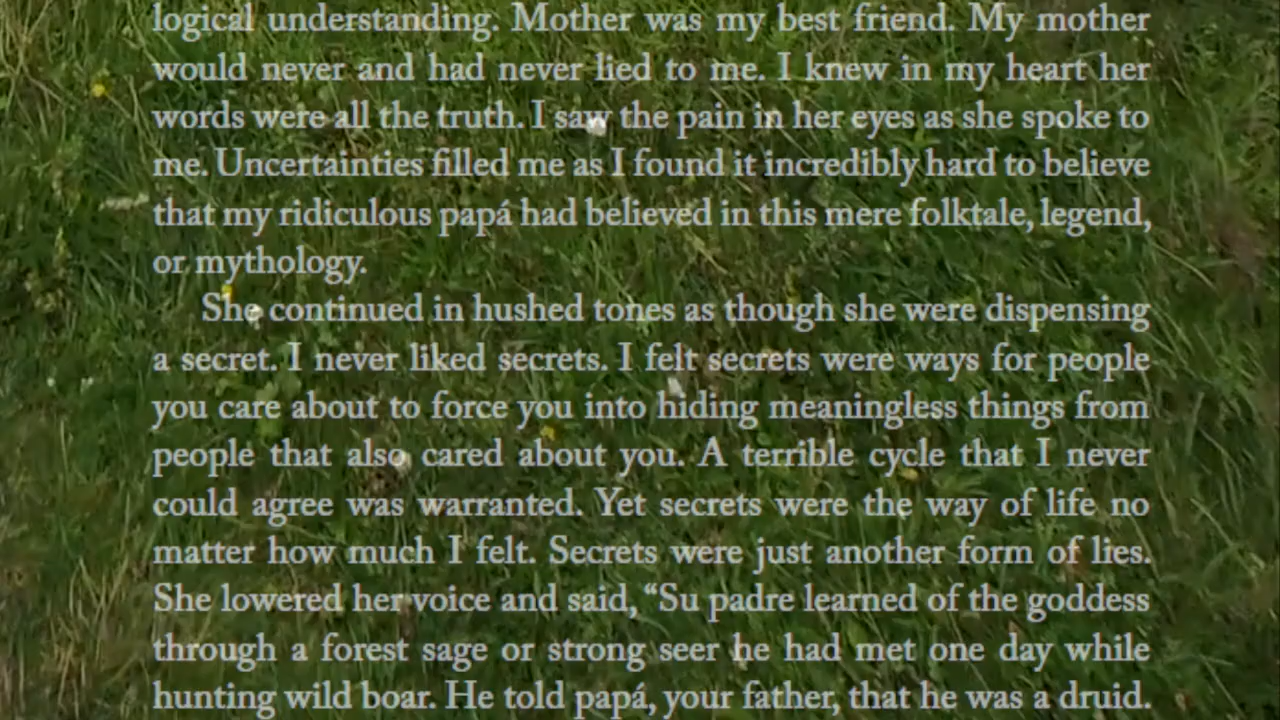 logical understanding. Mother was my best friend. My mother
would never and had never lied to me. I knew in my heart her
words were all the truth. I saw the pain in her eyes as she spoke to
me. Uncertainties filled me as I found it incredibly hard to believe
that my ridiculous papá had believed in this mere folktale, legend,
or mythology.
She continued in hushed tones as though she were dispensing
a secret. I never liked secrets. I felt secrets were ways for people
you care about to force you into hiding meaningless things from
people that also cared about you. A terrible cycle that I never
could agree was warranted. Yet secrets were the way of life no
matter how much I felt. Secrets were just another form of lies.
She lowered her voice and said, “Su padre learned of the goddess
through a forest sage or strong seer he had met one day while
hunting wild boar. He told papá, your father, that he was a druid.